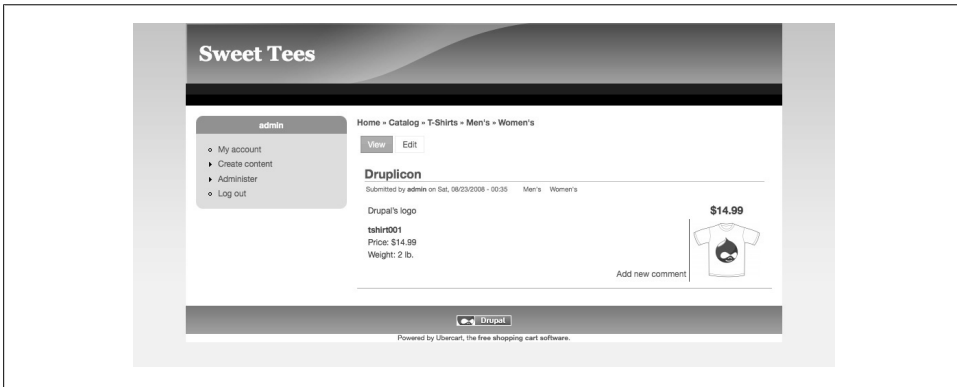 Sweet Tees
admin
My account
Create content
Administer
Log out
Home » Catalog » T-Shirts » Men's » Women's
View Edit
Druplicon
Submitted by admin on Sat, 08/23/2008 - 00:35 Men's Women's
Drupal's logo
$14.99
tshirt001
Price: $14.99
Weight: 2 lb.
Add new comment
Drupal
Powered by Ubercart, the free shopping cart software.